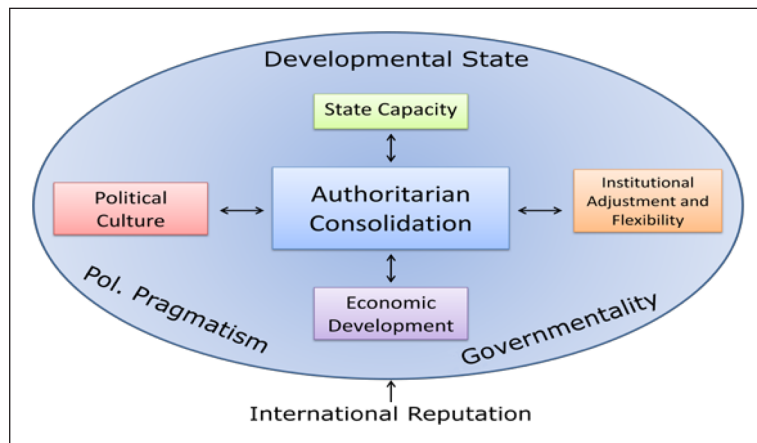 Developmental State
State Capacity
Political
Culture
Authoritarian
Consolidation
Institutional
Adjustment and
Flexibility
Economic
Development
Pol. Pragmatism
Governmentality
International Reputation